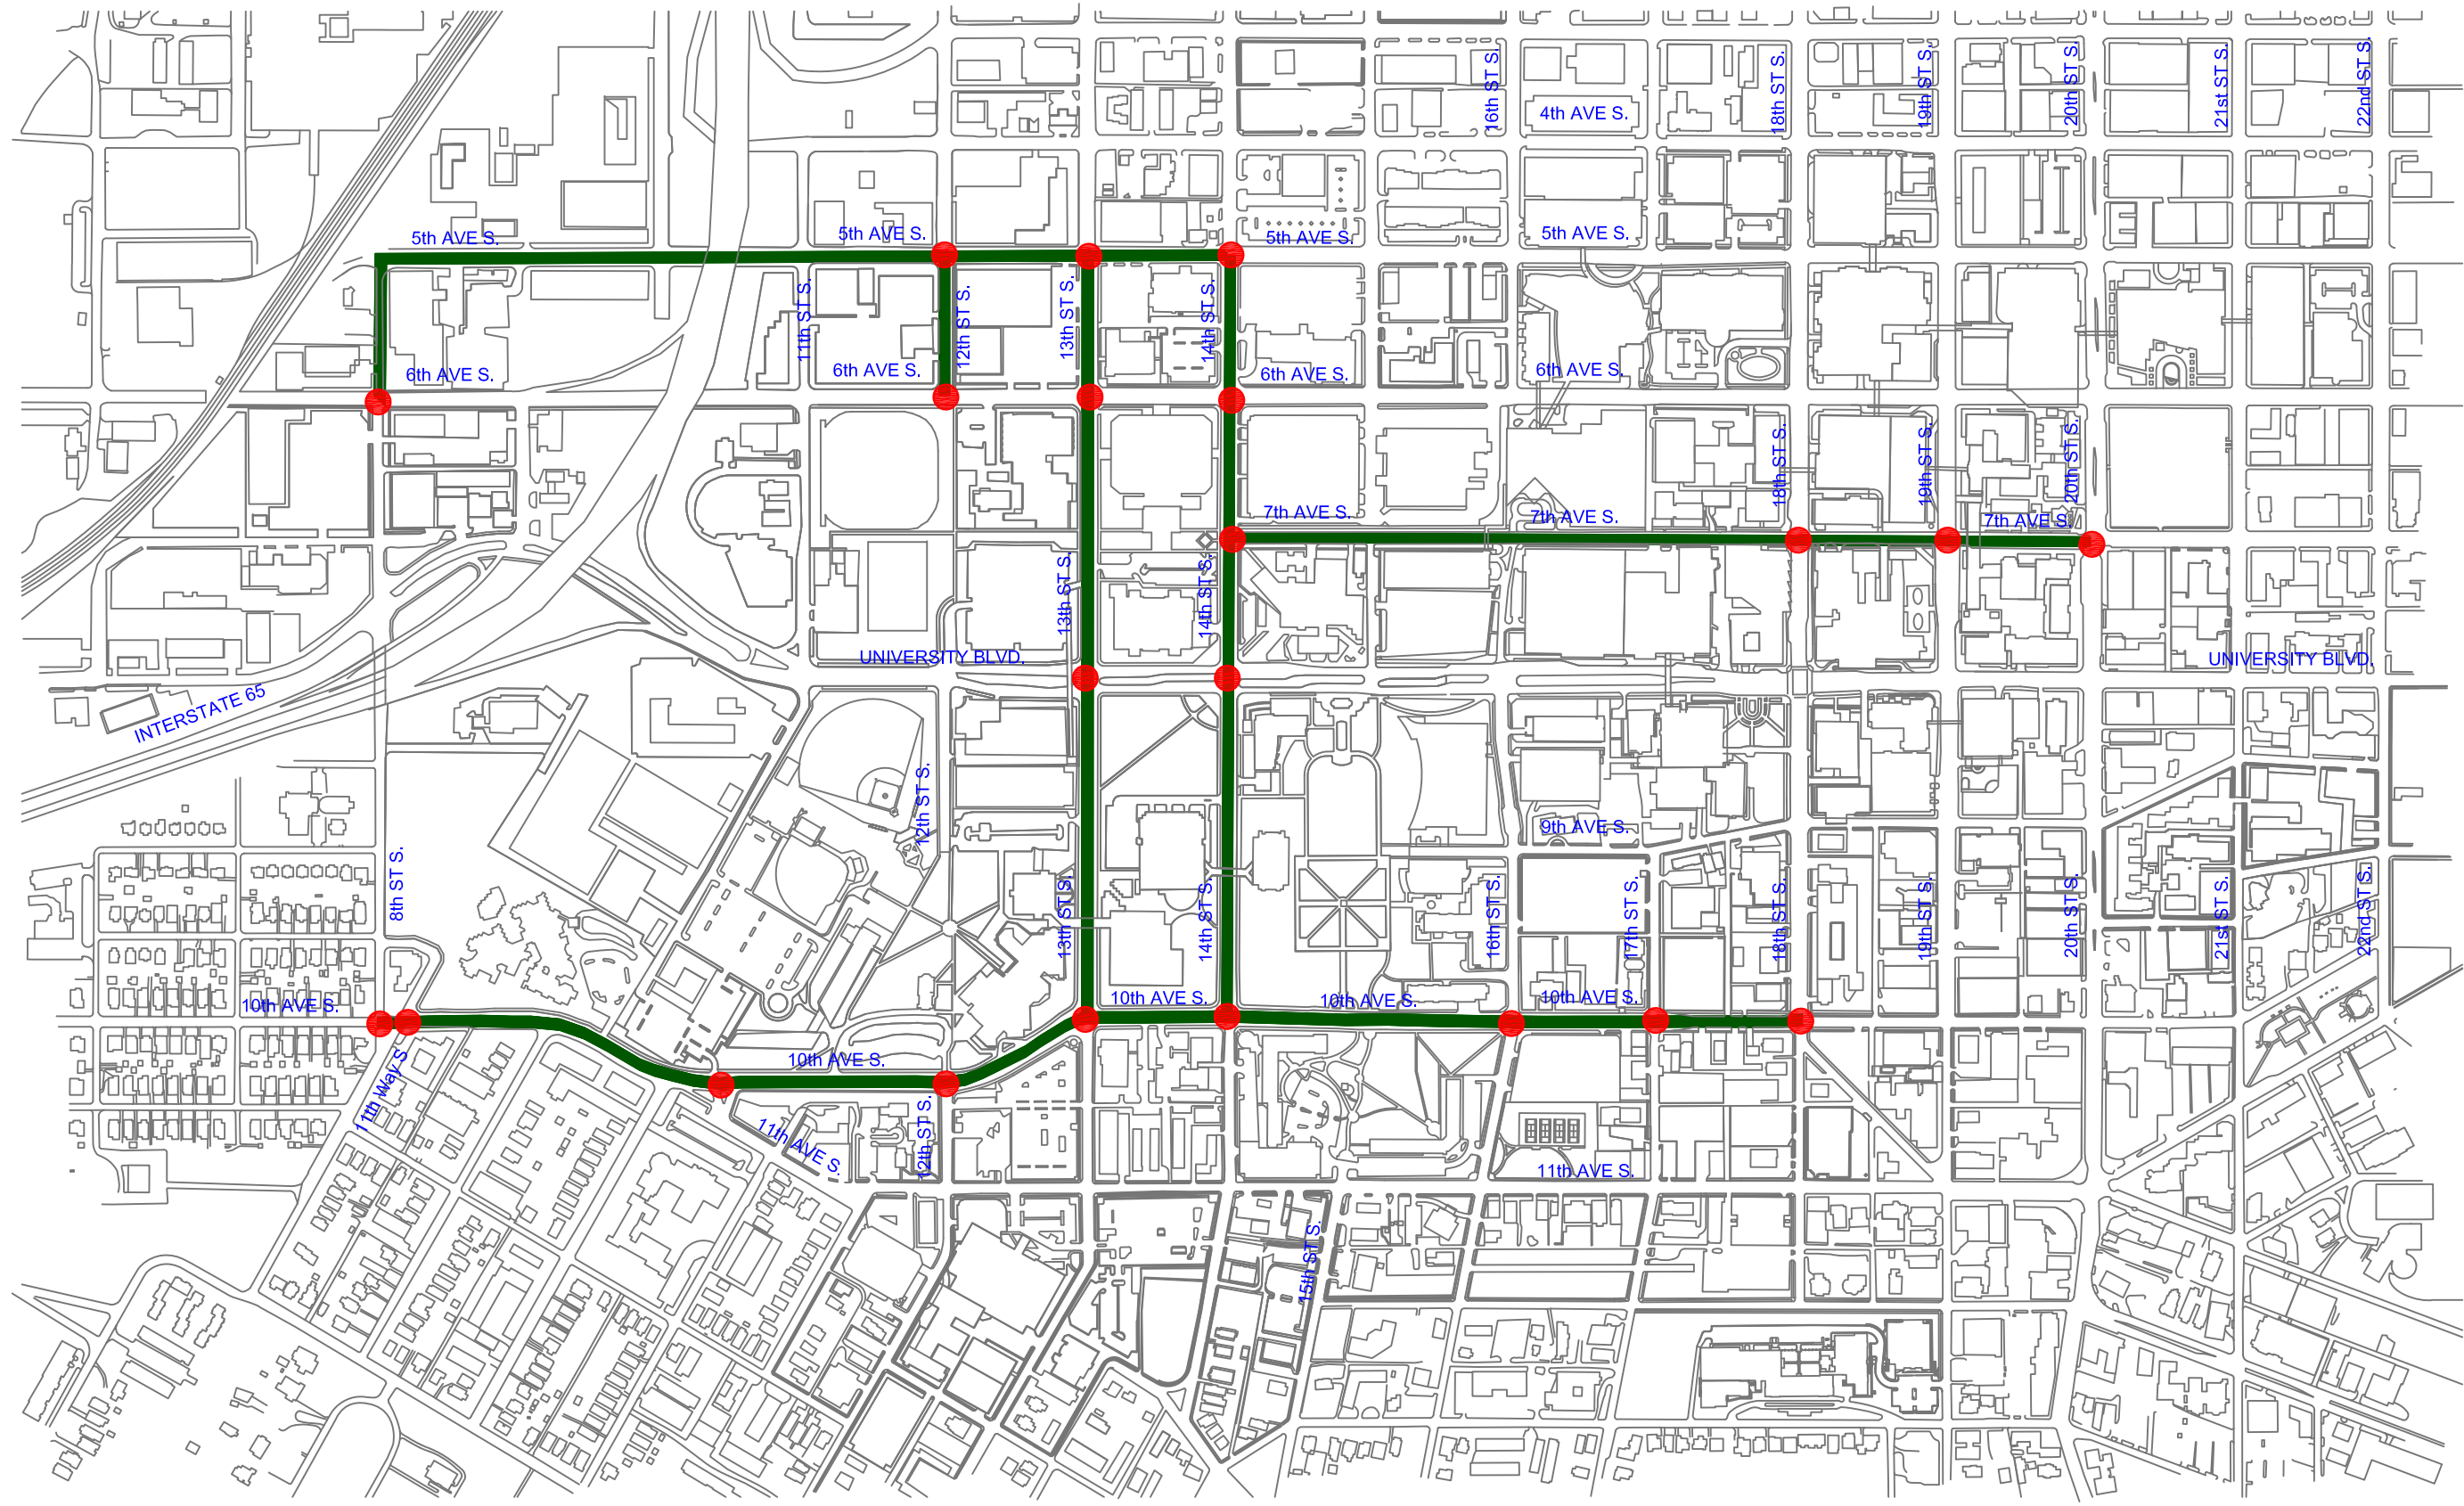 16th ST S.
18th ST S.
19th ST S.
20th ST S.
21st ST S.
22nd ST S.
4th AVE S.
5th AVE S.
5th AVE S.
5th AVE S.
5th AVE S.
11th ST S.
12th ST S.
13th ST S.
14th ST S.
6th AVE S.
6th AVE S.
6th AVE S.
6th AVE S.
18th ST S.
19th ST S.
20th ST S.
7th AVE S.
7th AVE S.
7th AVE S.
13th ST S.
14th ST S.
UNIVERSITY BLVD.
UNIVERSITY BLVD.
INTERSTATE 65
12th ST S.
9th AVE S.
8th ST S.
13th ST S.
14th ST S.
16th ST S.
17th ST S.
18th ST S.
19th ST S.
20th ST S.
21st ST S.
22nd ST S.
10th AVE S.
10th AVE S.
10th AVE S.
10th AVE S.
10th AVE S.
11th Way S
11th AVE S.
12th ST S.
11th AVE S.
15th ST S.